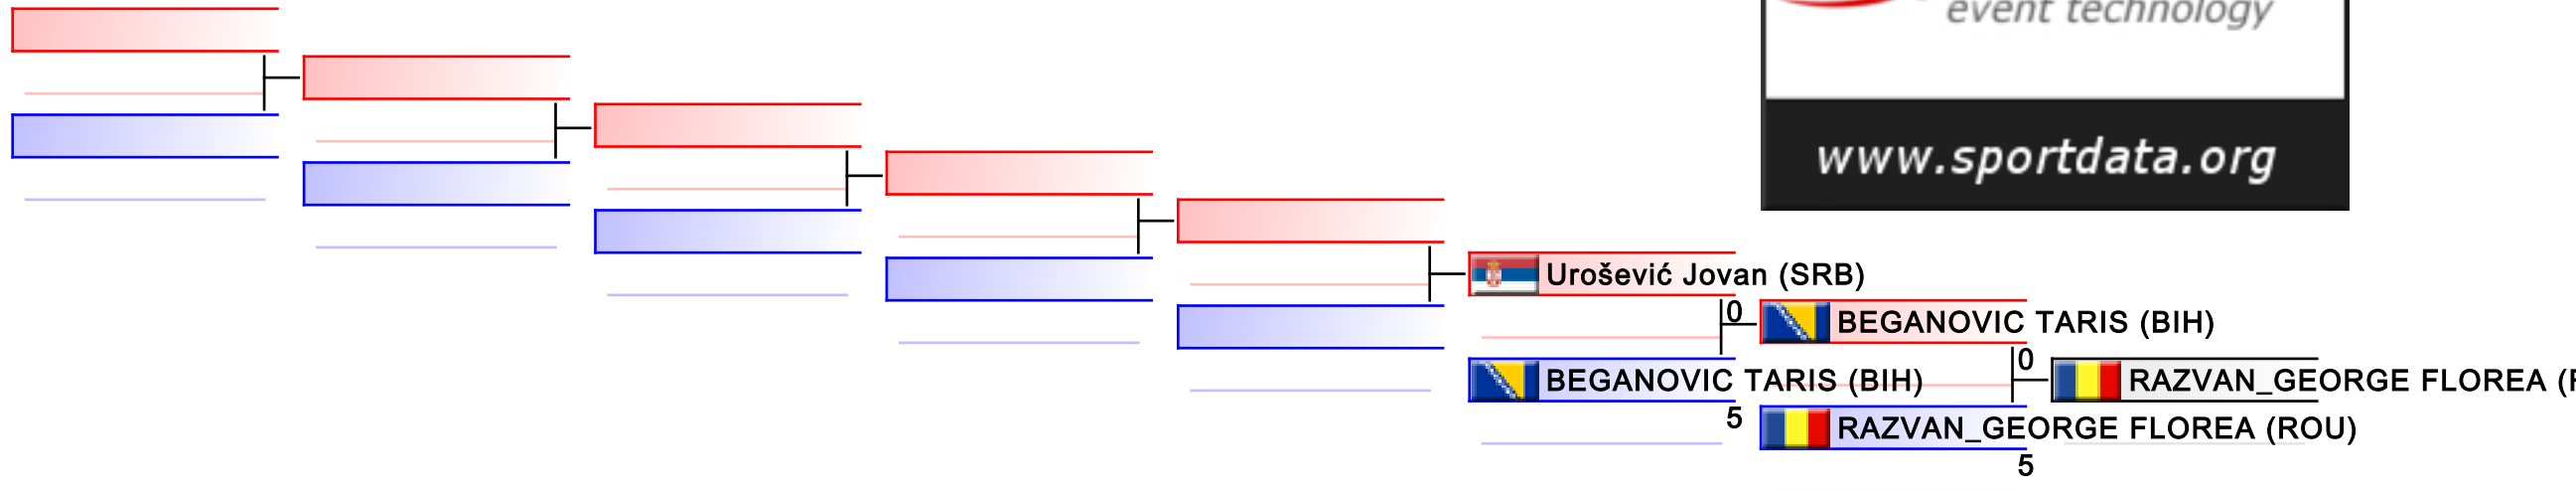 event technology
www.sportdata.org
Urošević Jovan (SRB)
0
BEGANOVIC TARIS (BIH)
0
BEGANOVIC TARIS (BIH)
RAZVAN_GEORGE FLOREA (
5
RAZVAN_GEORGE FLOREA (ROU)
5